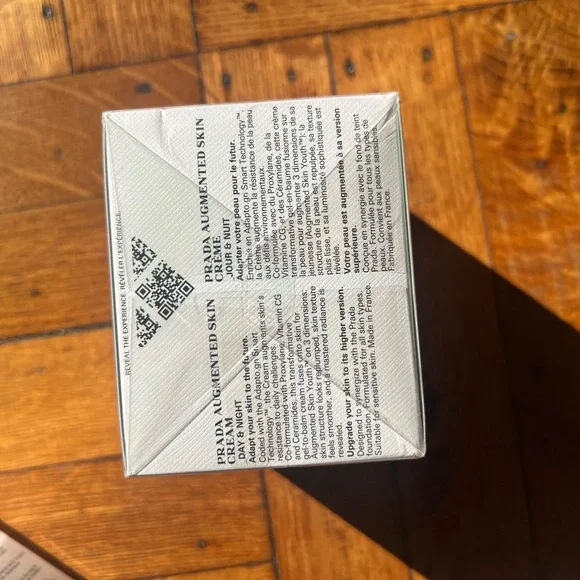 REVEAL THE EXPERIENCE RÉVÉLER L'EXPÉRIENCE
PRADA AUGMENTED SKIN
CREAM
DAY & NIGHT
Adapt your skin to the future.
Coded with the Adapto.gn Smart
Technology™, the Cream augments skin's
resistance to daily challenges.
Co-formulated with Proxylane, Vitamin CG
and Ceramides, this transformative
gel-to-balm cream fuses onto skin for
Augmented Skin Youth™ on 3 dimensions:
skin structure looks replumped, skin texture
feels smoother, and a mastered radiance is
revealed.
Upgrade your skin to its higher version.
Designed to synergize with the Prada
foundation. Formulated for all skin types.
Suitable for sensitive skin. Made in France.
PRADA AUGMENTED SKIN
CRÈME
JOUR & NUIT
Adapter votre peau pour le futur.
Enrichie en Adapto.gn Smart Technology™,
la Crème augmente la résistance de la peau
aux défis environnementaux.
Co-formulée avec du Proxylane, de la
Vitamine CG et des Céramides, cette crème
transformative gel-en-baume fusionne sur
la peau pour augmenter 3 dimensions de sa
jeunesse (Augmented Skin Youth™): la
structure de la peau est repulpée, sa texture
plus lisse, et sa luminosité sophistiquée est
révélée.
Votre peau est augmentée à sa version
supérieure.
Conçue en synergie avec le fond de teint
Prada. Formulée pour tous les types de
peaux. Convient aux peaux sensibles.
Fabriquée en France.